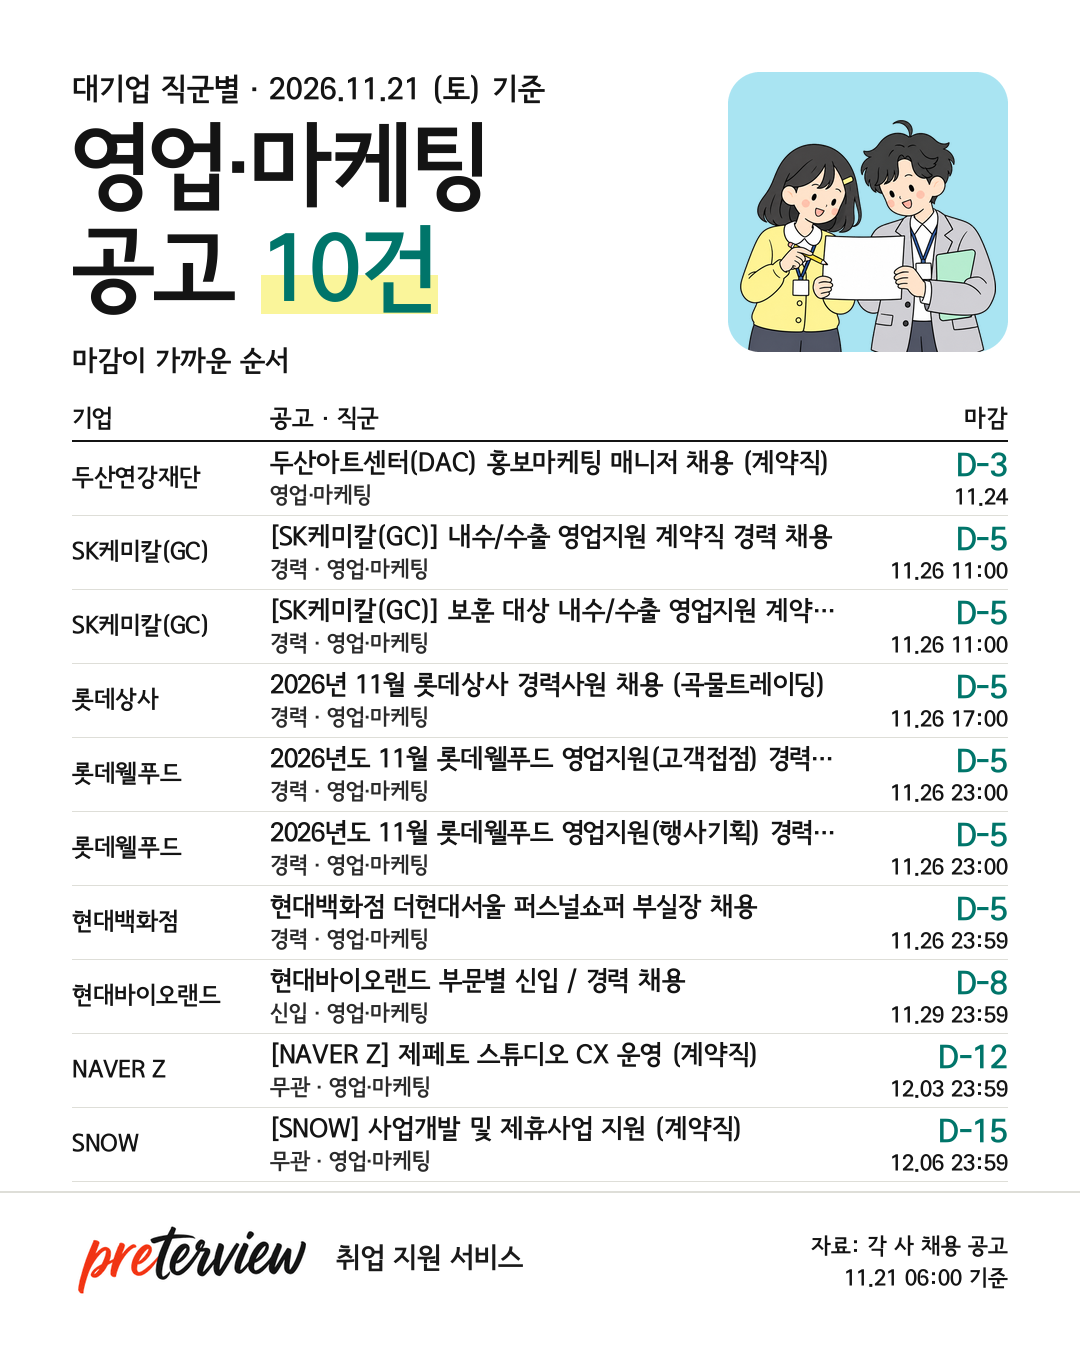 대기업 직군별 · 2026.11.21 (토) 기준
영업·마케팅
공고 10건
마감이 가까운 순서
기업 공고 · 직군 마감
두산연강재단 두산아트센터(DAC) 홍보마케팅 매니저 채용 (계약직) D-3
영업·마케팅 11.24
SK케미칼(GC) [SK케미칼(GC)] 내수/수출 영업지원 계약직 경력 채용 D-5
경력 · 영업·마케팅 11.26 11:00
SK케미칼(GC) [SK케미칼(GC)] 보훈 대상 내수/수출 영업지원 계약… D-5
경력 · 영업·마케팅 11.26 11:00
롯데상사 2026년 11월 롯데상사 경력사원 채용 (곡물트레이딩) D-5
경력 · 영업·마케팅 11.26 17:00
롯데웰푸드 2026년도 11월 롯데웰푸드 영업지원(고객접점) 경력… D-5
경력 · 영업·마케팅 11.26 23:00
롯데웰푸드 2026년도 11월 롯데웰푸드 영업지원(행사기획) 경력… D-5
경력 · 영업·마케팅 11.26 23:00
현대백화점 현대백화점 더현대서울 퍼스널쇼퍼 부실장 채용 D-5
경력 · 영업·마케팅 11.26 23:59
현대바이오랜드 현대바이오랜드 부문별 신입 / 경력 채용 D-8
신입 · 영업·마케팅 11.29 23:59
NAVER Z [NAVER Z] 제페토 스튜디오 CX 운영 (계약직) D-12
무관 · 영업·마케팅 12.03 23:59
SNOW [SNOW] 사업개발 및 제휴사업 지원 (계약직) D-15
무관 · 영업·마케팅 12.06 23:59
preterview 취업 지원 서비스
자료: 각 사 채용 공고
11.21 06:00 기준